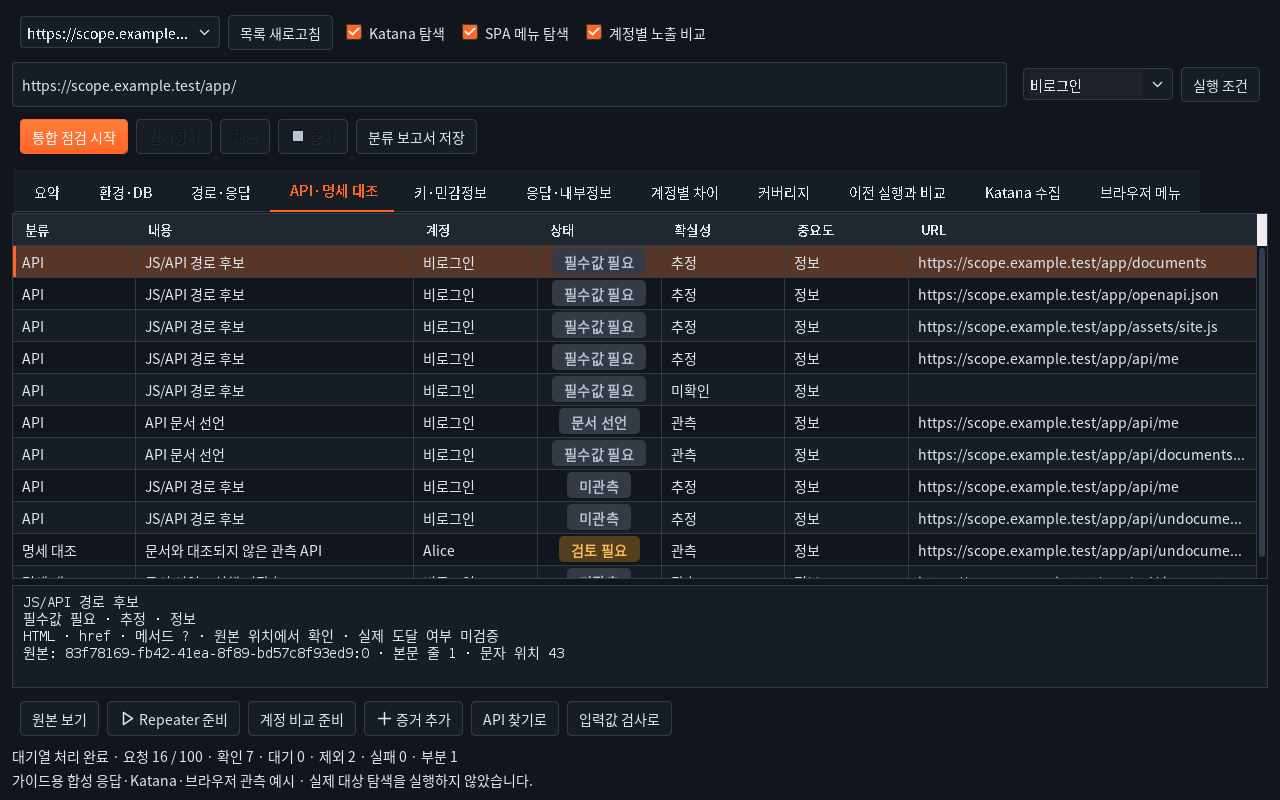 https://scope.example... 목록 새로고침 Katana 탐색 SPA 메뉴 탐색 계정별 노출 비교
https://scope.example.test/app/ 비로그인 실행 조건
통합 점검 시작 일시정지 재개 중지 분류 보고서 저장
요약 환경·DB 경로·응답 API·명세 대조 키·민감정보 응답·내부정보 계정별 차이 커버리지 이전 실행과 비교 Katana 수집 브라우저 메뉴
분류 내용 계정 상태 확실성 중요도 URL
API JS/API 경로 후보 비로그인 필수값 필요 추정 정보 https://scope.example.test/app/documents
API JS/API 경로 후보 비로그인 필수값 필요 추정 정보 https://scope.example.test/app/openapi.json
API JS/API 경로 후보 비로그인 필수값 필요 추정 정보 https://scope.example.test/app/assets/site.js
API JS/API 경로 후보 비로그인 필수값 필요 추정 정보 https://scope.example.test/app/api/me
API JS/API 경로 후보 비로그인 필수값 필요 미확인 정보
API API 문서 선언 비로그인 문서 선언 관측 정보 https://scope.example.test/app/api/me
API API 문서 선언 비로그인 필수값 필요 관측 정보 https://scope.example.test/app/api/documents...
API JS/API 경로 후보 비로그인 미관측 추정 정보 https://scope.example.test/app/api/me
API JS/API 경로 후보 비로그인 미관측 추정 정보 https://scope.example.test/app/api/undocume...
명세 대조 문서와 대조되지 않은 관측 API Alice 검토 필요 관측 정보 https://scope.example.test/app/api/undocume...
JS/API 경로 후보
필수값 필요 · 추정 · 정보
HTML · href · 메서드 ? · 원본 위치에서 확인 · 실제 도달 여부 미검증
원본: 83f78169-fb42-41ea-8f89-bd57c8f93ed9:0 · 본문 줄 1 · 문자 위치 43
원본 보기 Repeater 준비 계정 비교 준비 증거 추가 API 찾기로 입력값 검사로
대기열 처리 완료 · 요청 16 / 100 · 확인 7 · 대기 0 · 제외 2 · 실패 0 · 부분 1
가이드용 합성 응답·Katana·브라우저 관측 예시 · 실제 대상 탐색을 실행하지 않았습니다.